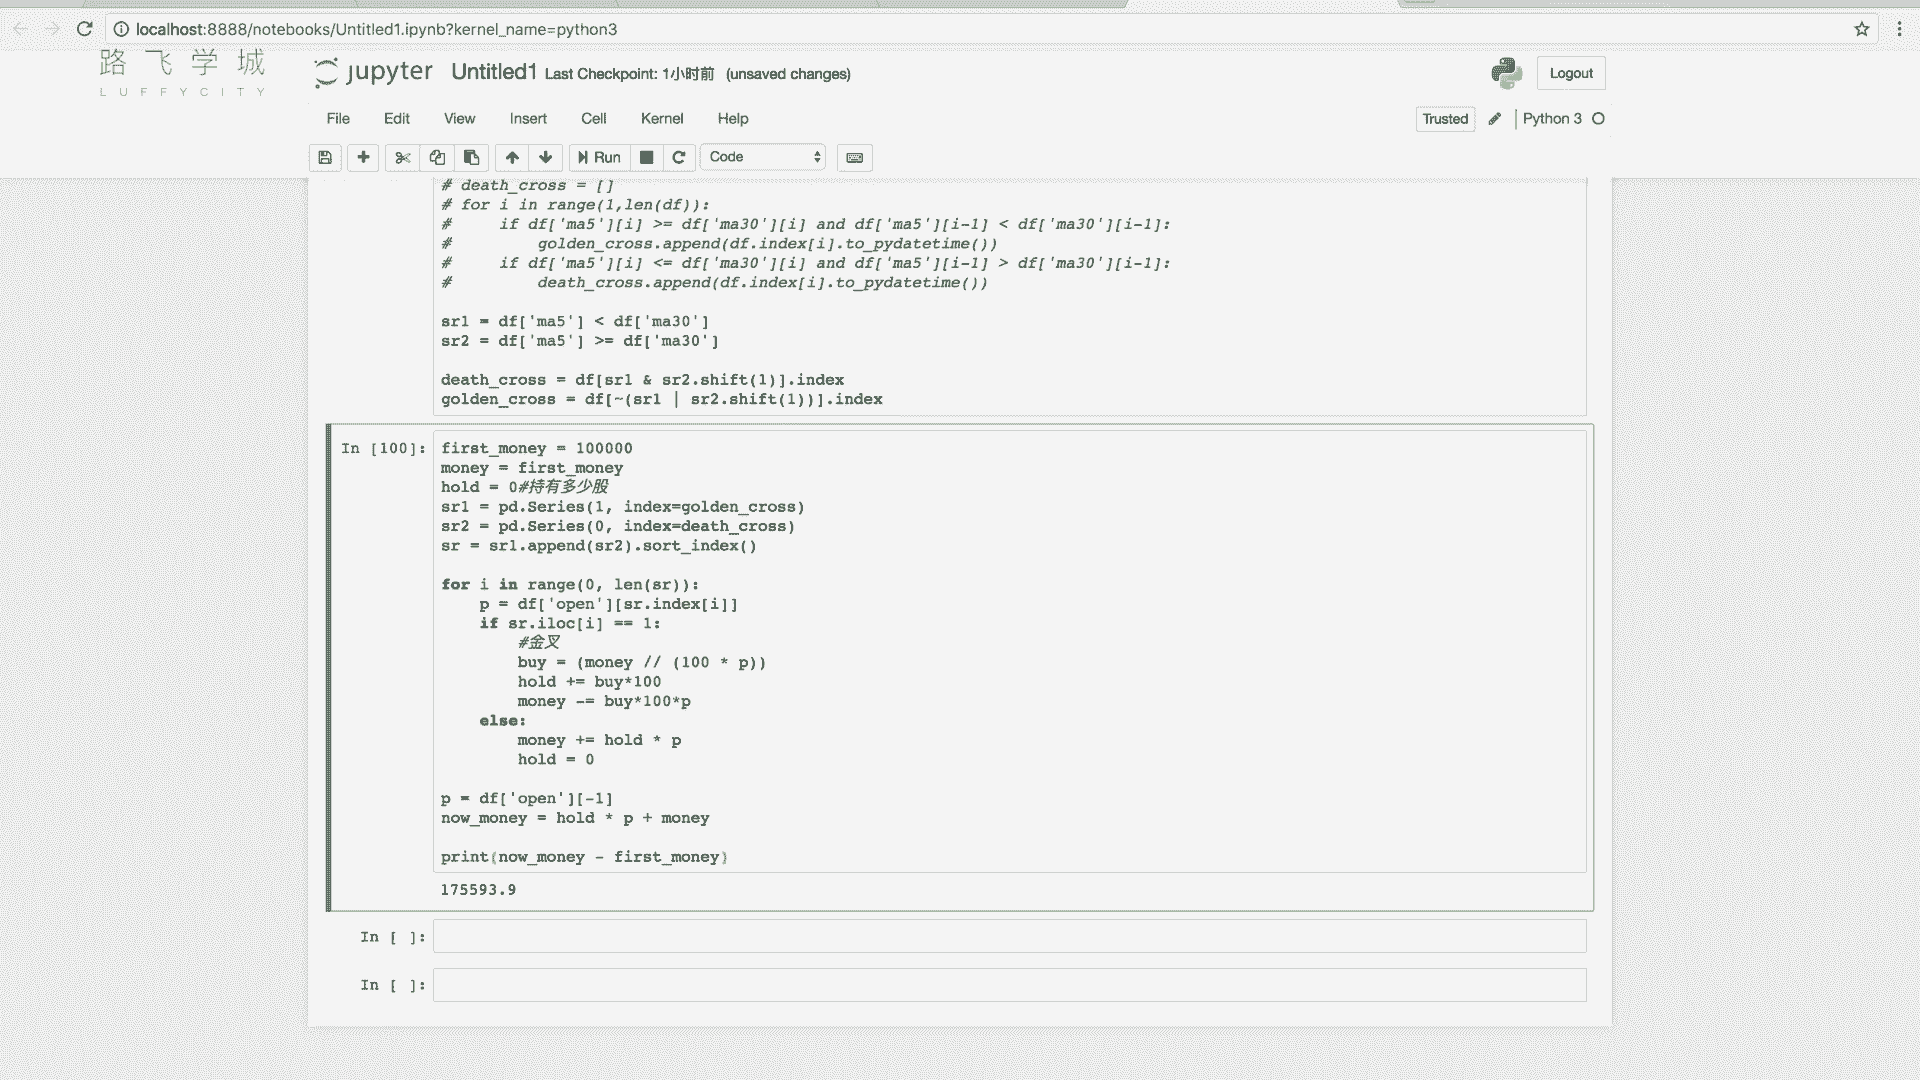 localhost:8888/notebooks/Untitled1.ipynb?kernel_name=python3
路飞学城
LUFFYCITY
jupyter Untitled1 Last Checkpoint: 1小时前 (unsaved changes)
Logout
File Edit View Insert Cell Kernel Help
Trusted Python 3
Run Code
# death_cross = []
# for i in range(1,len(df)):
#     if df['ma5'][i] >= df['ma30'][i] and df['ma5'][i-1] < df['ma30'][i-1]:
#         golden_cross.append(df.index[i].to_pydatetime())
#     if df['ma5'][i] <= df['ma30'][i] and df['ma5'][i-1] > df['ma30'][i-1]:
#         death_cross.append(df.index[i].to_pydatetime())
sr1 = df['ma5'] < df['ma30']
sr2 = df['ma5'] >= df['ma30']
death_cross = df[sr1 & sr2.shift(1)].index
golden_cross = df[~(sr1 | sr2.shift(1))].index
In [100]:
first_money = 100000
money = first_money
hold = 0#持有多少股
sr1 = pd.Series(1, index=golden_cross)
sr2 = pd.Series(0, index=death_cross)
sr = sr1.append(sr2).sort_index()
for i in range(0, len(sr)):
    p = df['open'][sr.index[i]]
    if sr.iloc[i] == 1:
        #金叉
        buy = (money // (100 * p))
        hold += buy*100
        money -= buy*100*p
    else:
        money += hold * p
        hold = 0
p = df['open'][-1]
now_money = hold * p + money
print(now_money - first_money)
175593.9
In [ ]:
In [ ]: